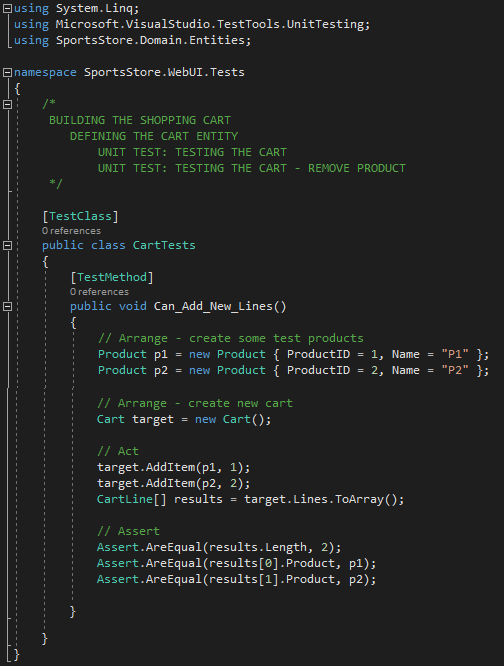 using System.Linq;
using Microsoft.VisualStudio.TestTools.UnitTesting;
using SportsStore.Domain.Entities;
namespace SportsStore.WebUI.Tests
{
/*
BUILDING THE SHOPPING CART
DEFINING THE CART ENTITY
UNIT TEST: TESTING THE CART
UNIT TEST: TESTING THE CART - REMOVE PRODUCT
*/
[TestClass]
0 references
public class CartTests
{
[TestMethod]
0 references
public void Can_Add_New_Lines()
{
// Arrange - create some test products
Product p1 = new Product { ProductID = 1, Name = "P1" };
Product p2 = new Product { ProductID = 2, Name = "P2" };
// Arrange - create new cart
Cart target = new Cart();
// Act
target.AddItem(p1, 1);
target.AddItem(p2, 2);
CartLine[] results = target.Lines.ToArray();
// Assert
Assert.AreEqual(results.Length, 2);
Assert.AreEqual(results[0].Product, p1);
Assert.AreEqual(results[1].Product, p2);
}
}
}